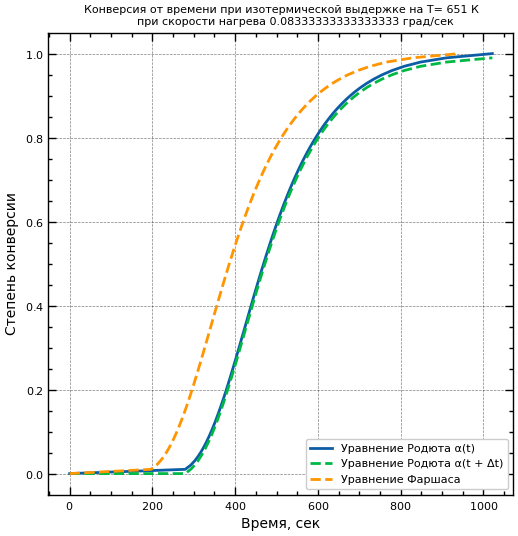 Конверсия от времени при изотермической выдержке на T= 651 K
при скорости нагрева 0.08333333333333333 град/сек
Степень конверсии
1.0
0.8
0.6
0.4
0.2
0.0
0
200
400
600
800
1000
Время, сек
Уравнение Родюта α(t)
Уравнение Родюта α(t + Δt)
Уравнение Фаршаса